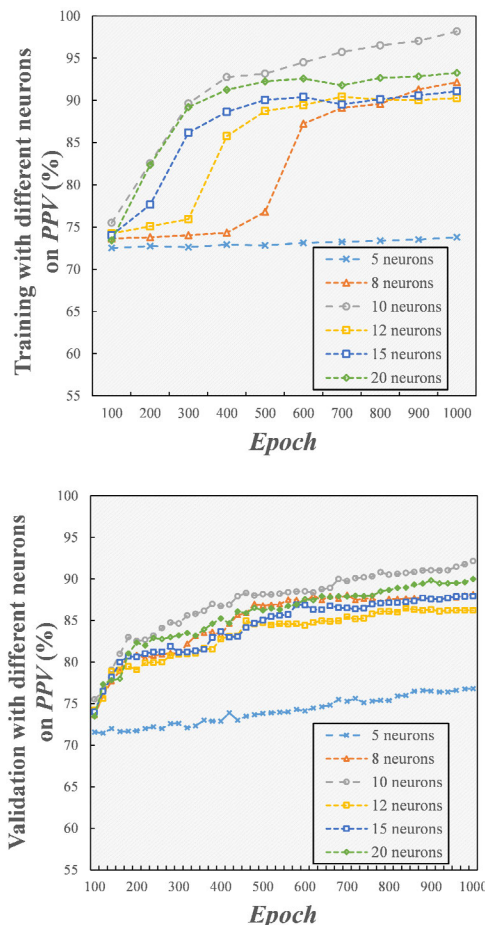 Training with different neurons
on PPV (%)
100
95
90
85
80
75
70
65
60
55
5 neurons
8 neurons
10 neurons
12 neurons
15 neurons
20 neurons
100 200 300 400 500 600 700 800 900 1000
Epoch
Validation with different neurons
on PPV (%)
100
95
90
85
80
75
70
65
60
55
5 neurons
8 neurons
10 neurons
12 neurons
15 neurons
20 neurons
100 200 300 400 500 600 700 800 900 1000
Epoch